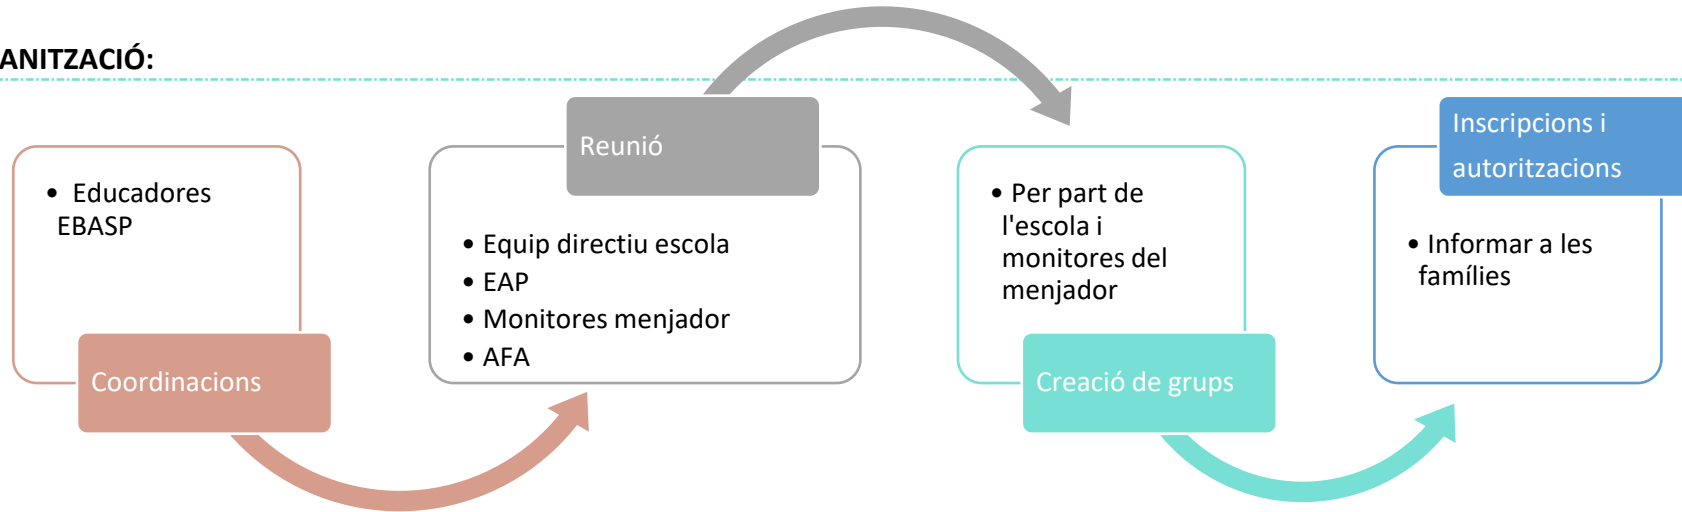 ANITZACIÓ:
• Educadores
EBASP
Coordinacions
Reunió
• Equip directiu escola
• EAP
• Monitores menjador
• AFA
• Per part de
l'escola i
monitores del
menjador
Creació de grups
Inscripcions i
autoritzacions
• Informar a les
famílies